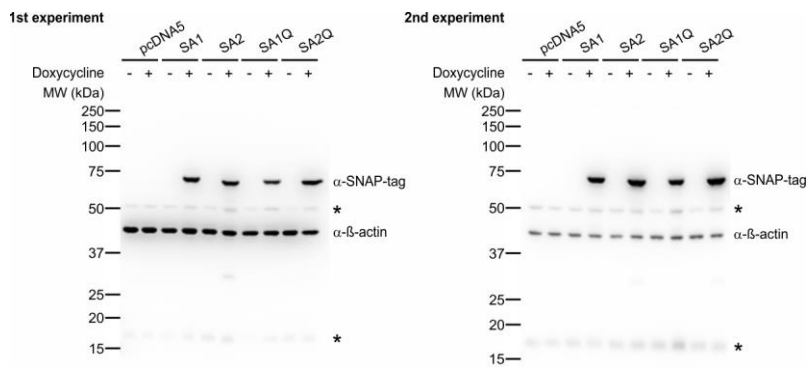 1st experiment
pcDNA5 SA1 SA2 SA1Q SA2Q
Doxycycline - + - + - + - + - +
MW (kDa)
250
150
100
75
α-SNAP-tag
50
*
α-ß-actin
37
25
20
*
15
2nd experiment
pcDNA5 SA1 SA2 SA1Q SA2Q
Doxycycline - + - + - + - + - +
MW (kDa)
250
150
100
75
α-SNAP-tag
50
*
α-ß-actin
37
25
20
*
15